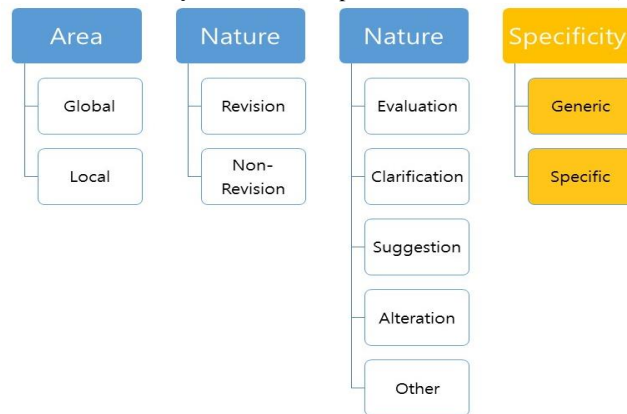 Area
Global
Local
Nature
Revision
Non-
Revision
Nature
Evaluation
Clarification
Suggestion
Alteration
Other
Specificity
Generic
Specific